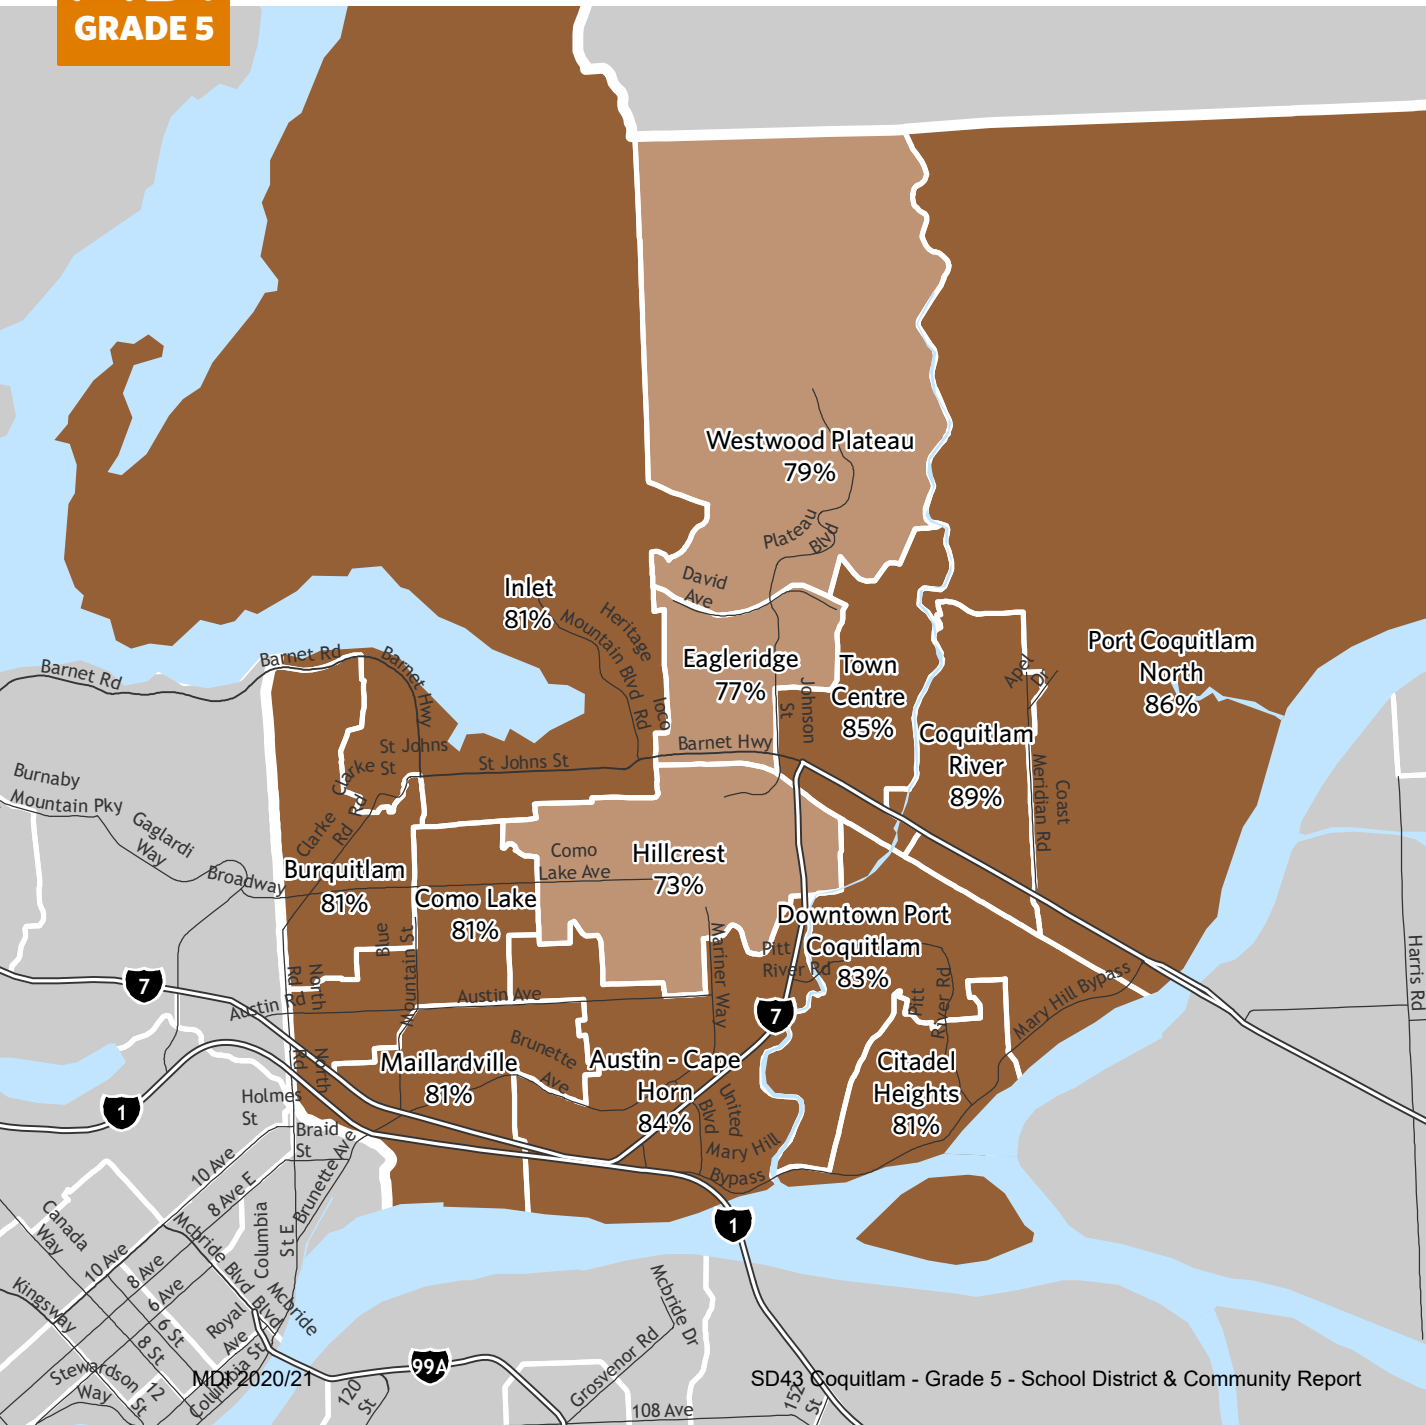 GRADE 5
Westwood Plateau
79%
Plateau
Blvd
David
Ave
Inlet
81%
Heritage
Mountain Blvd
Ioco
Rd
Eagleridge
77%
Johnson
St
Town
Centre
85%
Port Coquitlam
North
86%
Apel
Dr
Coquitlam
River
89%
Coast
Meridian Rd
Barnet Rd
Barnet Rd
Barnet Hwy
Barnet Hwy
St Johns
St
St Johns St
Clarke
Rd
Clarke
Rd
Burnaby
Mountain Pky
Gaglardi
Way
Broadway
Burquitlam
81%
Como Lake
81%
Como
Lake Ave
Hillcrest
73%
Downtown Port
Coquitlam
83%
Pitt
River Rd
Pitt
River Rd
Mariner Way
Blue
Mountain St
North
Rd
Austin Rd
Austin Ave
7
7
Mary Hill Bypass
Harris Rd
Maillardville
81%
Brunette
Ave
Austin - Cape
Horn
84%
Citadel
Heights
81%
United
Blvd
Mary Hill
Bypass
North
Rd
Holmes
St
Braid
St
Brunette Ave
1
1
10 Ave
8 Ave E
Columbia
St E
Mcbride Blvd
Mcbride
Blvd
Canada
Way
10 Ave
8 Ave
6 Ave
6 St
8 St
Kingsway
Royal
Ave
Columbia St
Stewardson
Way
12
St
99A
120
St
Mcbride Dr
Grosvenor Rd
108 Ave
152
St
MDI 2020/21
SD43 Coquitlam - Grade 5 - School District & Community Report